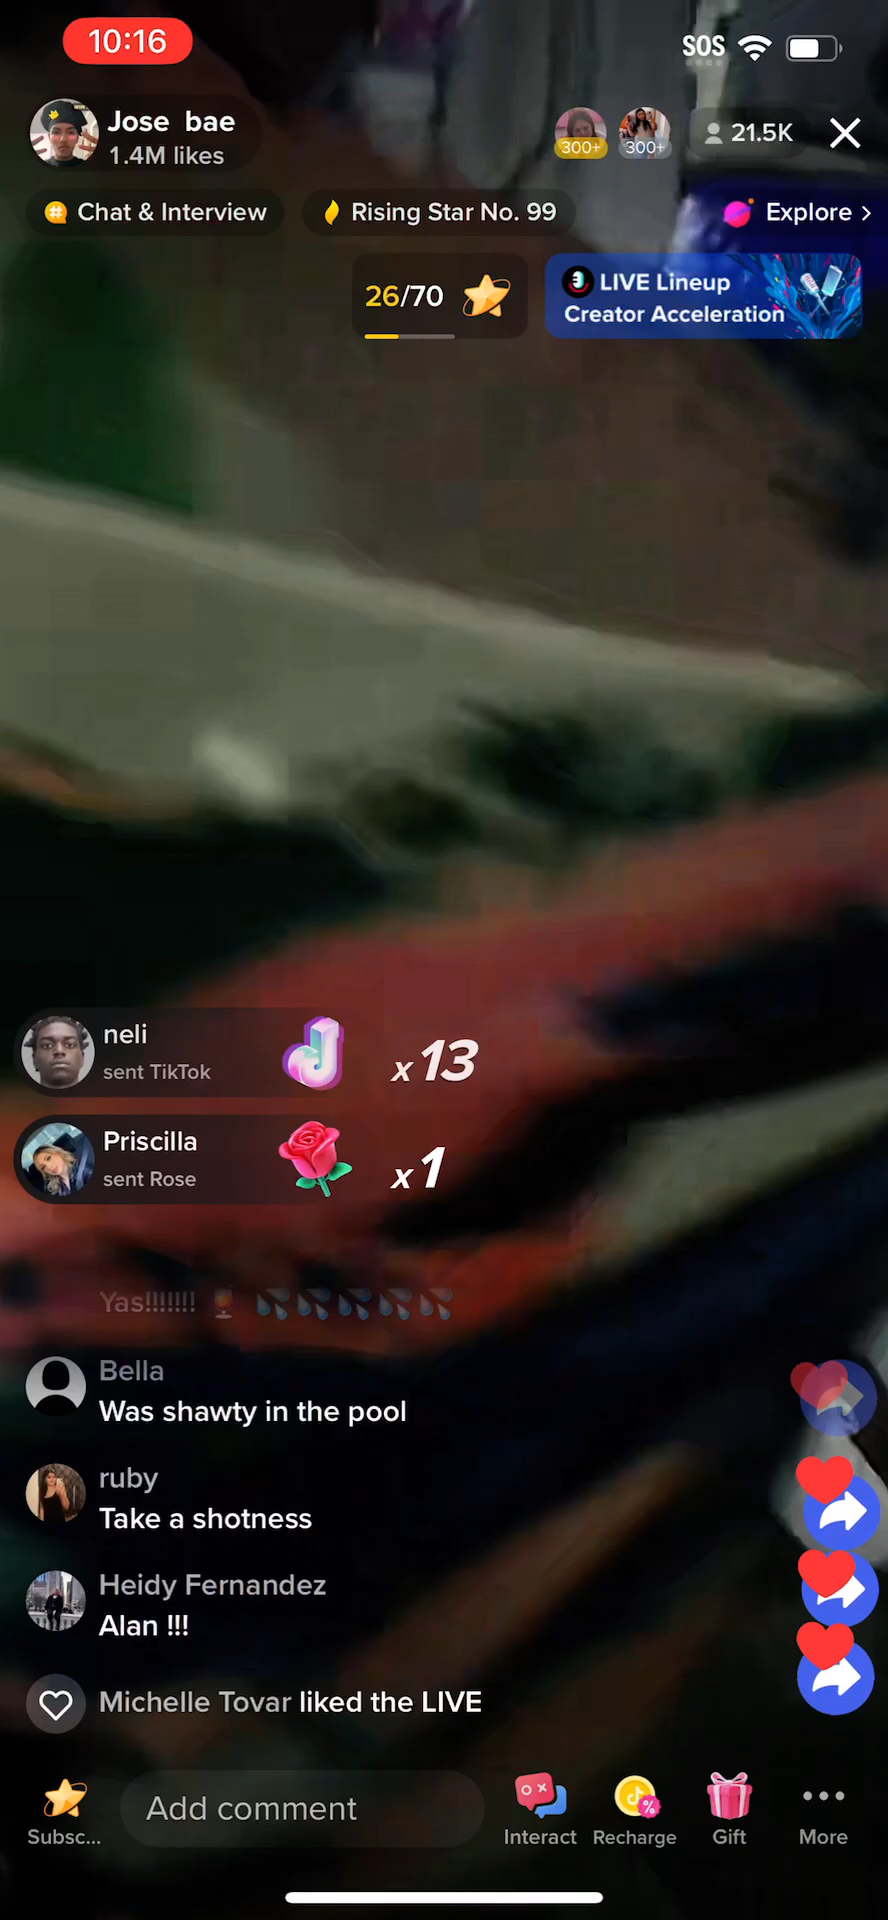 10:16
SOS
Jose bae
1.4M likes
300+
300+
21.5K
Chat & Interview
Rising Star No. 99
Explore >
26/70
LIVE Lineup
Creator Acceleration
neli
sent TikTok
x 13
Priscilla
sent Rose
x 1
Yas!!!!!!! 🍹 💦💦💦💦💦
Bella
Was shawty in the pool
ruby
Take a shotness
Heidy Fernandez
Alan !!!
Michelle Tovar liked the LIVE
Subsc...
Add comment
Interact
Recharge
Gift
More